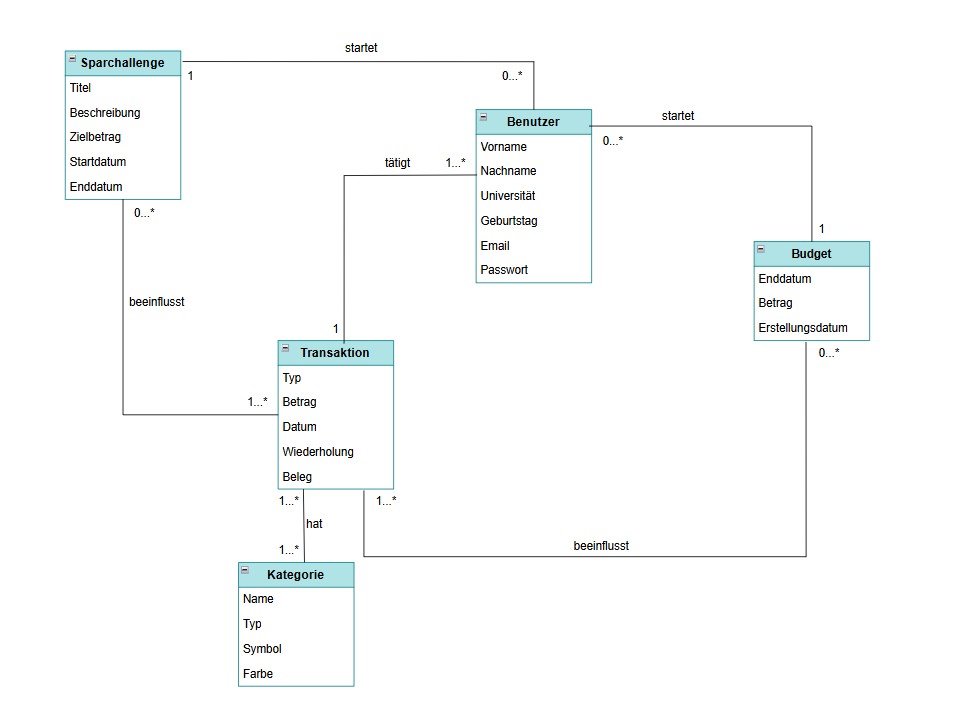 startet
Sparchallenge
1
0...*
Titel
Beschreibung
Zielbetrag
Startdatum
Enddatum
0...*
Benutzer
startet
0...*
Vorname
Nachname
Universität
Geburtstag
Email
Passwort
tätigt
1...*
1
1
Budget
Enddatum
Betrag
Erstellungsdatum
0...*
beeinflusst
1...*
Transaktion
Typ
Betrag
Datum
Wiederholung
Beleg
1...*
1...*
hat
1...*
beeinflusst
Kategorie
Name
Typ
Symbol
Farbe